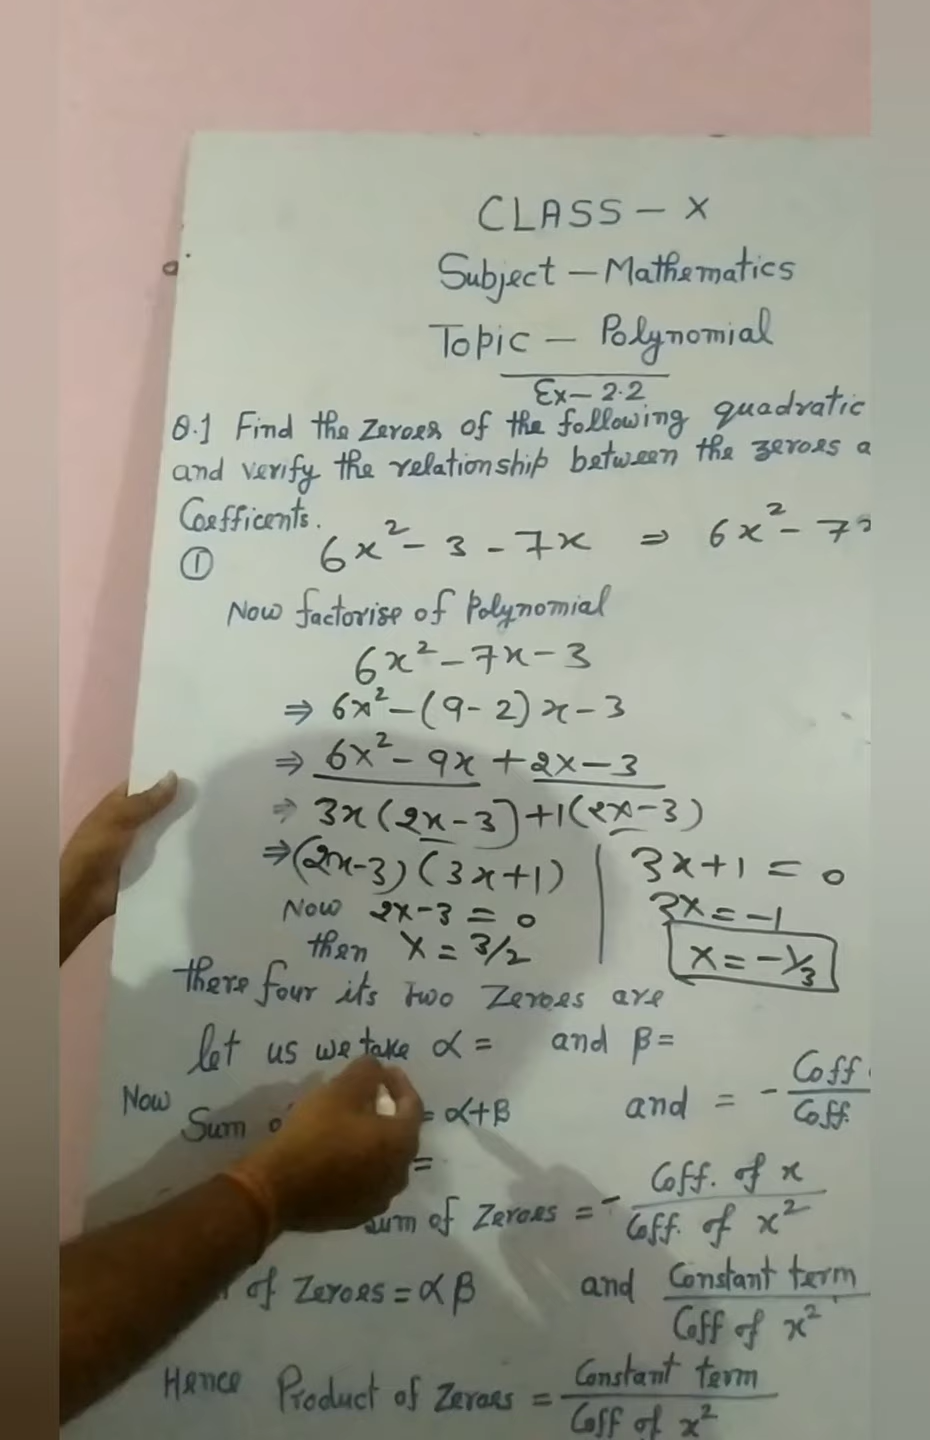 CLASS - X
Subject - Mathematics
Topic - Polynomial
Ex- 2.2
Q.1 Find the Zeroes of the following quadratic
and verify the relationship between the zeroes a
Coefficents.
① 6x² - 3 - 7x ⇒ 6x² - 7x
Now factorise of Polynomial
6x² - 7x - 3
⇒ 6x² - (9 - 2) x - 3
⇒ 6x² - 9x + 2x - 3
⇒ 3x (2x - 3) + 1 (2x - 3)
⇒ (2x - 3) (3x + 1) | 3x + 1 = 0
Now 2x - 3 = 0 | 3x = -1
then x = 3/2 | x = -1/3
there four its two Zeroes are
let us we take α = and β =
Now Sum o = α+β and = - Coff / Coff.
=
Sum of Zeroes = - Coff. of x / Coff. of x²
of Zeroes = αβ and Constant term / Coff of x²
Hence Product of Zeroes = Constant term / Coff of x²